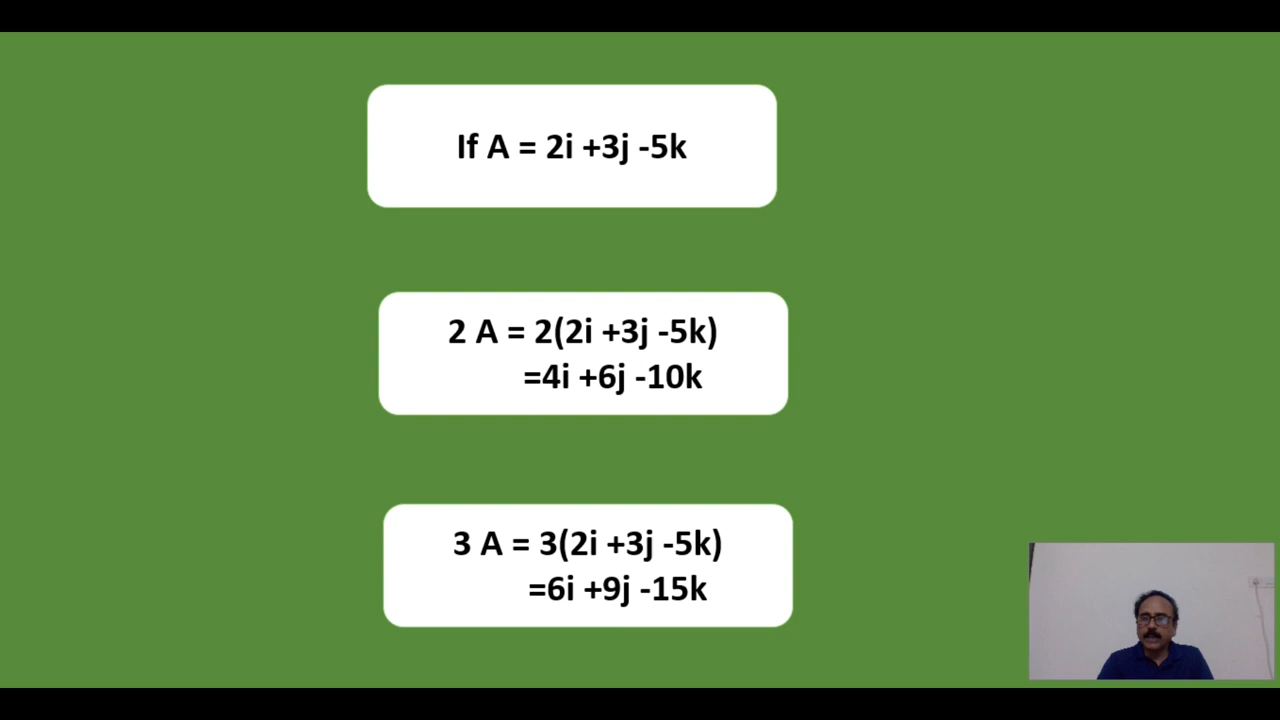 If A = 2i +3j -5k
2 A = 2(2i +3j -5k)
=4i +6j -10k
3 A = 3(2i +3j -5k)
=6i +9j -15k